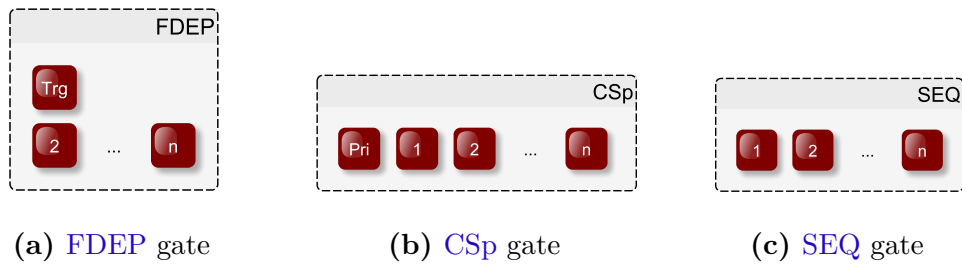 FDEP
Trg
2 ... n
(a) FDEP gate
CSp
Pri 1 2 ... n
(b) CSp gate
SEQ
1 2 ... n
(c) SEQ gate